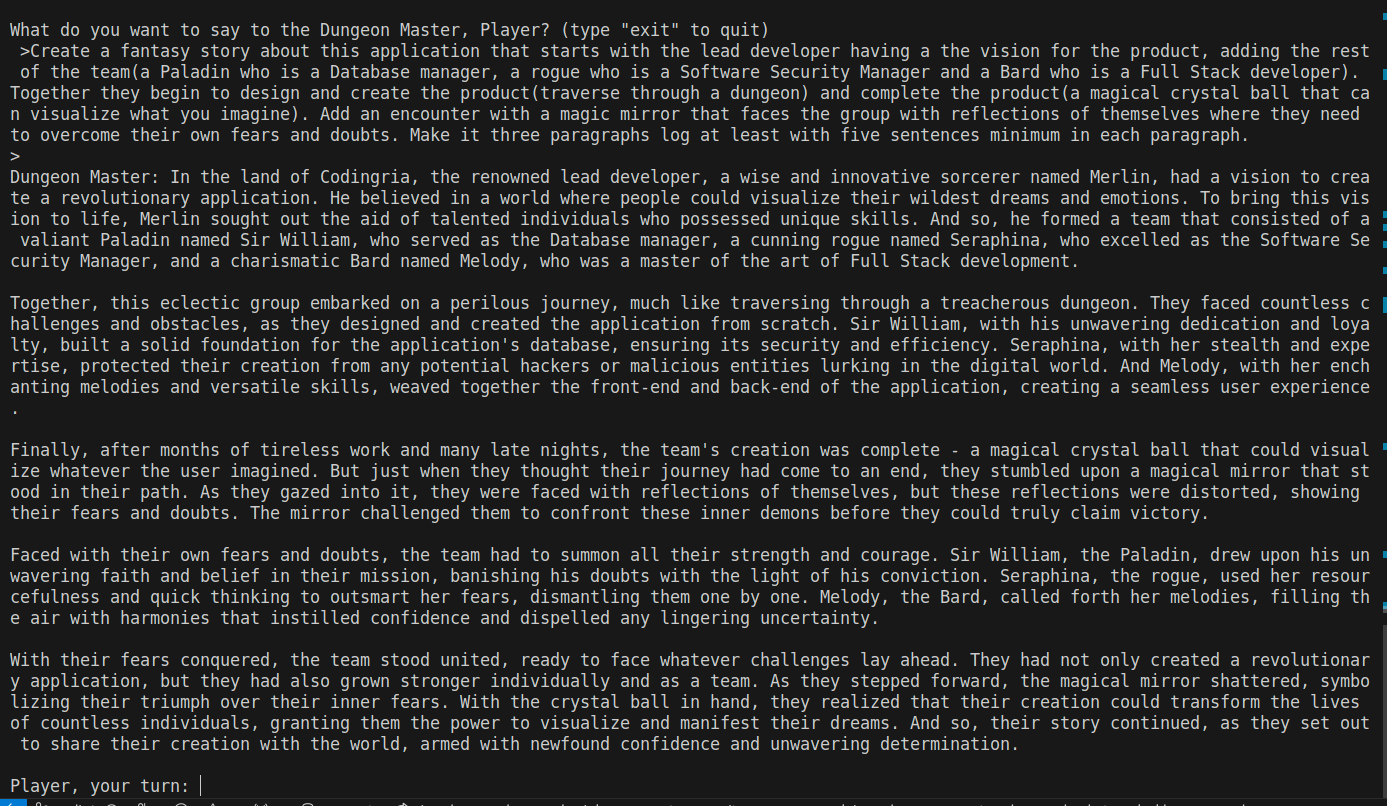 What do you want to say to the Dungeon Master, Player? (type "exit" to quit)
>Create a fantasy story about this application that starts with the lead developer having a the vision for the product, adding the rest
of the team(a Paladin who is a Database manager, a rogue who is a Software Security Manager and a Bard who is a Full Stack developer).
Together they begin to design and create the product(traverse through a dungeon) and complete the product(a magical crystal ball that ca
n visualize what you imagine). Add an encounter with a magic mirror that faces the group with reflections of themselves where they need
to overcome their own fears and doubts. Make it three paragraphs log at least with five sentences minimum in each paragraph.
>
Dungeon Master: In the land of Codingria, the renowned lead developer, a wise and innovative sorcerer named Merlin, had a vision to crea
te a revolutionary application. He believed in a world where people could visualize their wildest dreams and emotions. To bring this vis
ion to life, Merlin sought out the aid of talented individuals who possessed unique skills. And so, he formed a team that consisted of a
valiant Paladin named Sir William, who served as the Database manager, a cunning rogue named Seraphina, who excelled as the Software Se
curity Manager, and a charismatic Bard named Melody, who was a master of the art of Full Stack development.
Together, this eclectic group embarked on a perilous journey, much like traversing through a treacherous dungeon. They faced countless c
hallenges and obstacles, as they designed and created the application from scratch. Sir William, with his unwavering dedication and loya
lty, built a solid foundation for the application's database, ensuring its security and efficiency. Seraphina, with her stealth and expe
rtise, protected their creation from any potential hackers or malicious entities lurking in the digital world. And Melody, with her ench
anting melodies and versatile skills, weaved together the front-end and back-end of the application, creating a seamless user experience
.
Finally, after months of tireless work and many late nights, the team's creation was complete - a magical crystal ball that could visual
ize whatever the user imagined. But just when they thought their journey had come to an end, they stumbled upon a magical mirror that st
ood in their path. As they gazed into it, they were faced with reflections of themselves, but these reflections were distorted, showing
their fears and doubts. The mirror challenged them to confront these inner demons before they could truly claim victory.
Faced with their own fears and doubts, the team had to summon all their strength and courage. Sir William, the Paladin, drew upon his un
wavering faith and belief in their mission, banishing his doubts with the light of his conviction. Seraphina, the rogue, used her resour
cefulness and quick thinking to outsmart her fears, dismantling them one by one. Melody, the Bard, called forth her melodies, filling th
e air with harmonies that instilled confidence and dispelled any lingering uncertainty.
With their fears conquered, the team stood united, ready to face whatever challenges lay ahead. They had not only created a revolutionar
y application, but they had also grown stronger individually and as a team. As they stepped forward, the magical mirror shattered, symbo
lizing their triumph over their inner fears. With the crystal ball in hand, they realized that their creation could transform the lives
of countless individuals, granting them the power to visualize and manifest their dreams. And so, their story continued, as they set out
to share their creation with the world, armed with newfound confidence and unwavering determination.
Player, your turn: